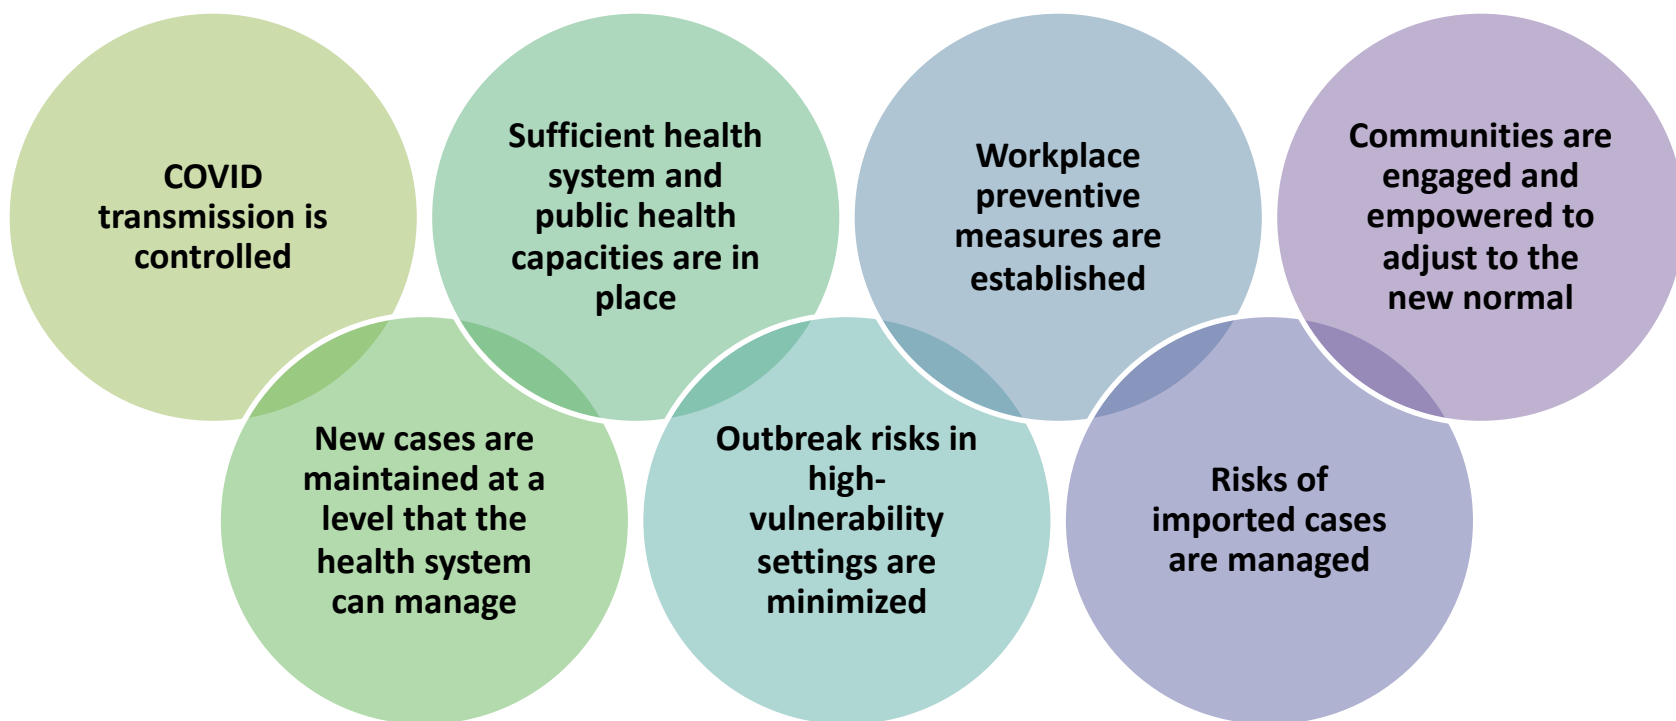 COVID
transmission is
controlled
New cases are
maintained at a
level that the
health system
can manage
Sufficient health
system and
public health
capacities are in
place
Outbreak risks in
high-
vulnerability
settings are
minimized
Workplace
preventive
measures are
established
Risks of
imported cases
are managed
Communities are
engaged and
empowered to
adjust to the
new normal